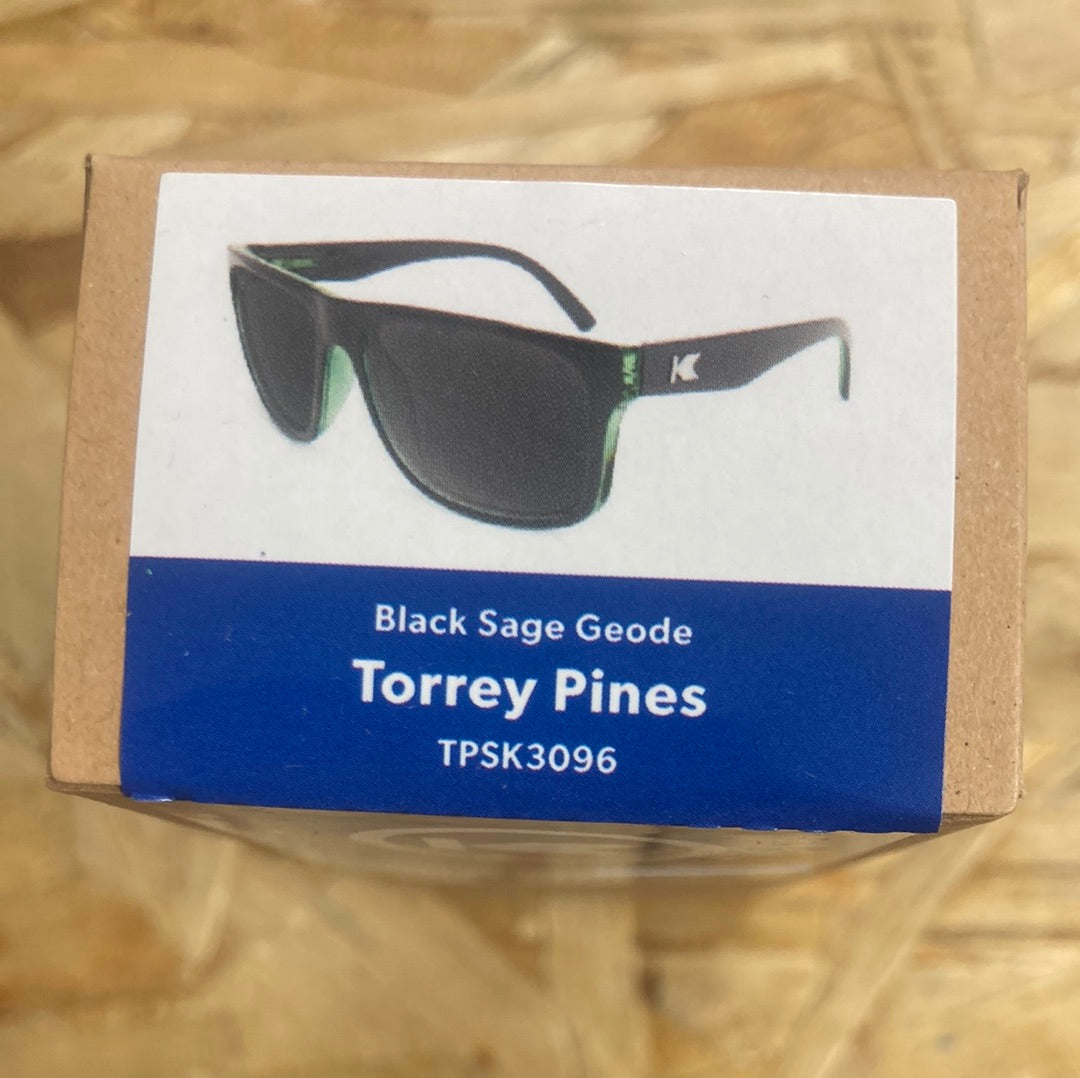 Black Sage Geode
Torrey Pines
TPSK3096